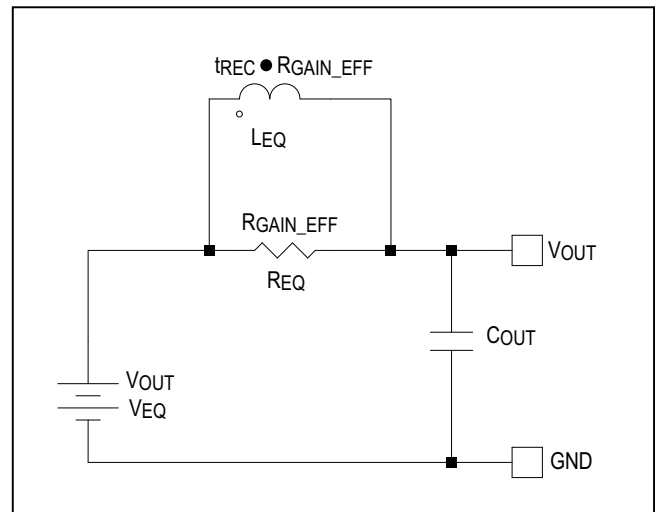 tREC ● RGAIN_EFF
LEQ
RGAIN_EFF
REQ
VOUT
COUT
VOUT
VEQ
GND